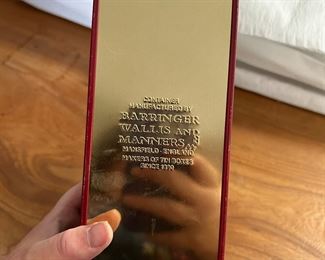 CONTAINER
MANUFACTURED BY
BARRINGER
WALLIS AND
MANNERS
MANSFIELD · ENGLAND
MAKERS OF TIN BOXES
SINCE